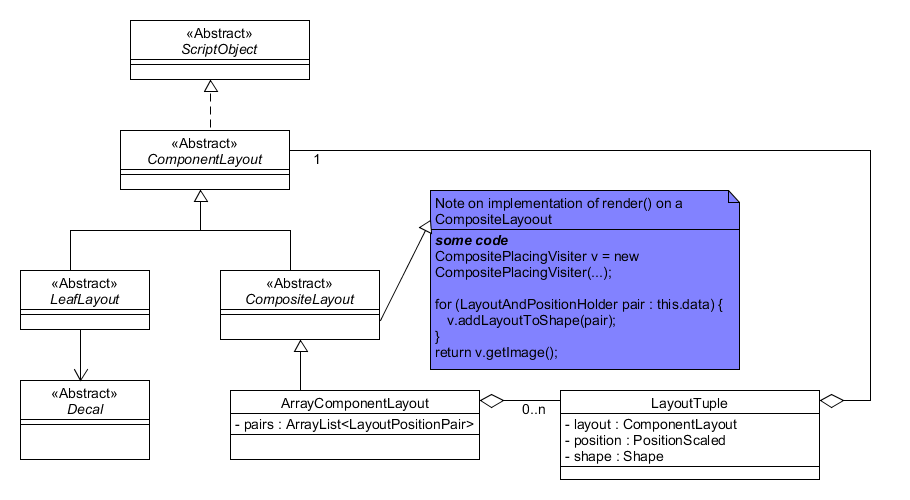 «Abstract»
ScriptObject
«Abstract»
ComponentLayout
1
Note on implementation of render() on a
CompositeLayoout
some code
CompositePlacingVisiter v = new
CompositePlacingVisiter(...);
for (LayoutAndPositionHolder pair : this.data) {
v.addLayoutToShape(pair);
}
return v.getImage();
«Abstract»
LeafLayout
«Abstract»
CompositeLayout
«Abstract»
Decal
ArrayComponentLayout
- pairs : ArrayList<LayoutPositionPair>
0..n
LayoutTuple
- layout : ComponentLayout
- position : PositionScaled
- shape : Shape